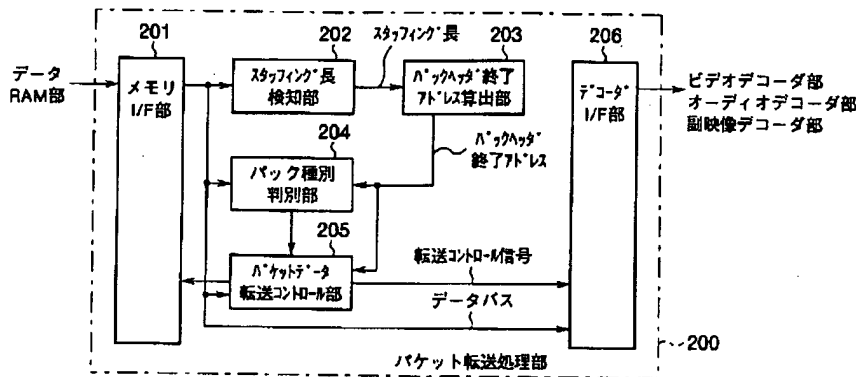 201
202
スタッフィング長
203
206
データ
RAM部
メモリ
I/F部
スタッフィング長
検知部
パックヘッダ終了
アドレス算出部
デコーダ
I/F部
ビデオデコーダ部
オーディオデコーダ部
副映像デコーダ部
204
パック種別
判別部
パックヘッダ
終了アドレス
205
パケットデータ
転送コントロール部
転送コントロール信号
データバス
200
パケット転送処理部